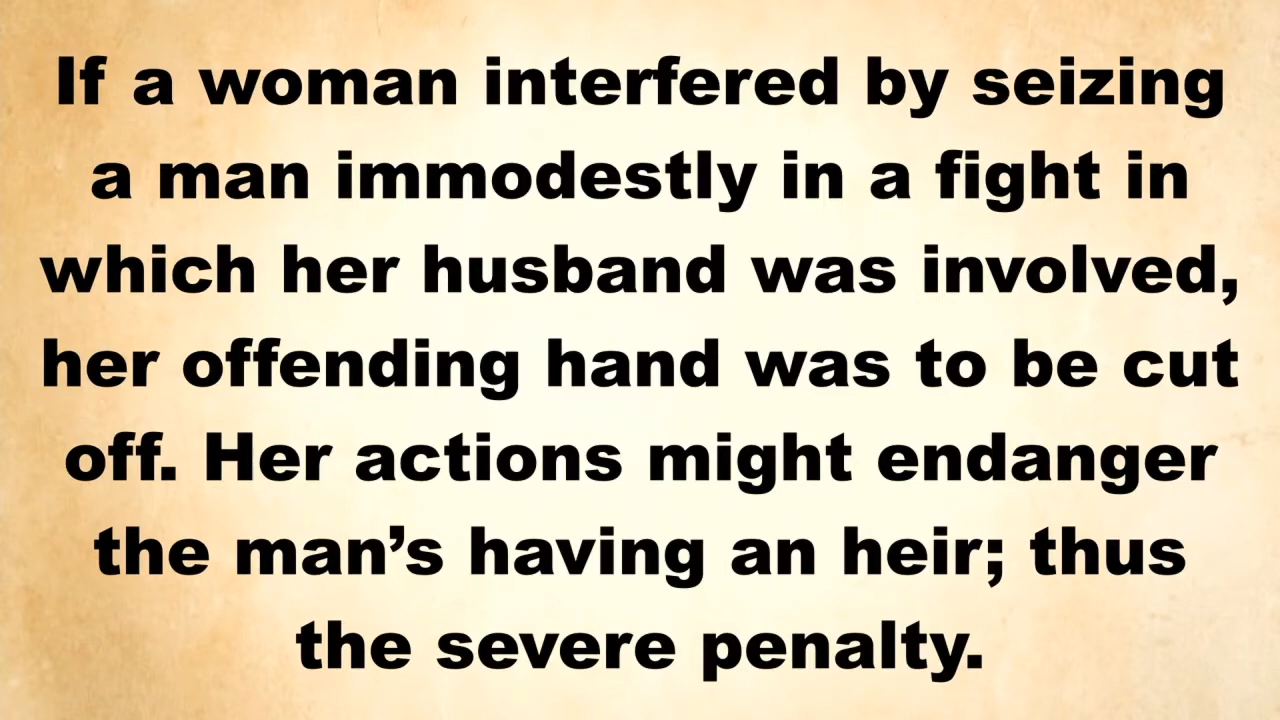 If a woman interfered by seizing
a man immodestly in a fight in
which her husband was involved,
her offending hand was to be cut
off. Her actions might endanger
the man’s having an heir; thus
the severe penalty.